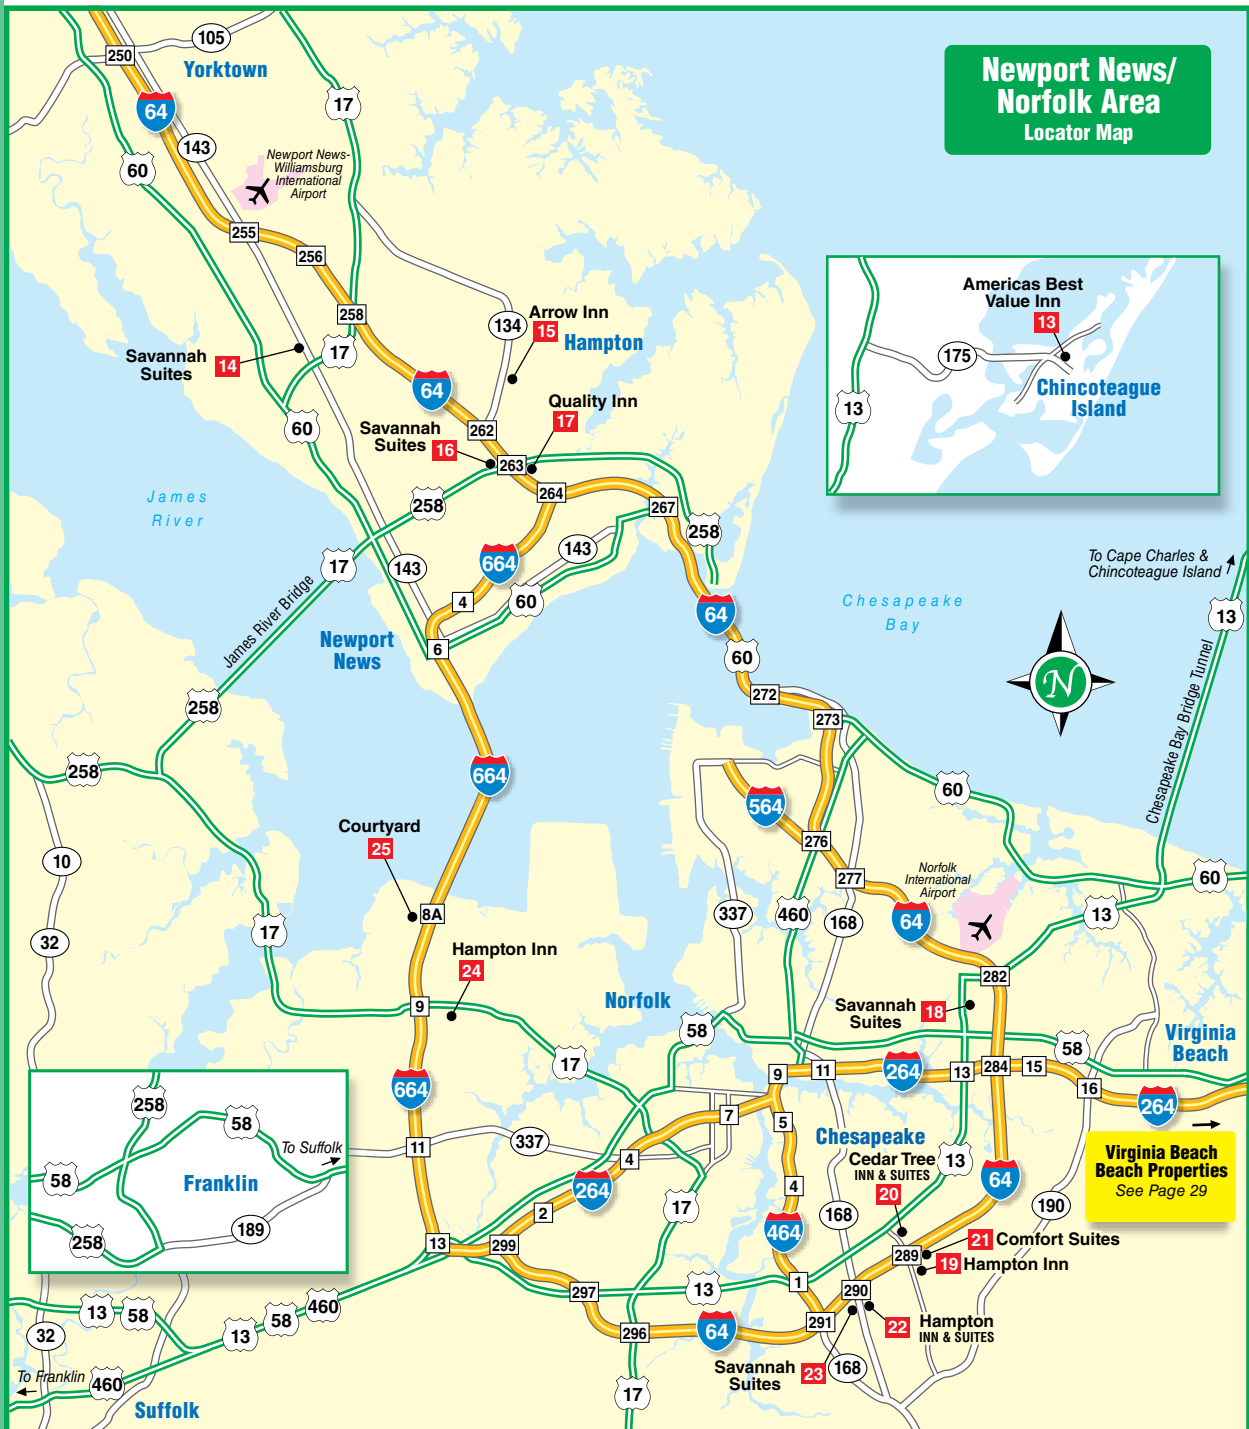 Newport News/
Norfolk Area
Locator Map
105
250
Yorktown
64
17
143
60
Newport News-
Williamsburg
International
Airport
255
256
258
134
Arrow Inn
15
Hampton
17
Savannah
Suites
14
64
Quality Inn
17
60
262
Savannah
Suites
16
263
264
258
267
258
James
River
17
143
664
143
4
60
64
James River Bridge
Newport
News
6
60
272
273
258
258
664
Americas Best
Value Inn
13
175
13
Chincoteague
Island
To Cape Charles &
Chincoteague Island
13
Chesapeake
Bay
N
Chesapeake Bay Bridge Tunnel
564
60
Courtyard
25
276
277
10
Norfolk
International
Airport
60
8A
337
460
168
64
13
32
17
Hampton Inn
24
282
9
Norfolk
Savannah
Suites
18
58
58
Virginia
Beach
17
9
11
264
13
284
15
16
264
664
7
5
258
58
To Suffolk
58
Franklin
189
258
11
337
4
Chesapeake
Cedar Tree
INN & SUITES
20
13
Virginia Beach
Beach Properties
See Page 29
264
4
64
2
17
168
190
464
13
299
289
21
Comfort Suites
19
Hampton Inn
297
13
1
290
13
58
460
58
13
32
296
64
291
22
Hampton
INN & SUITES
To Franklin
460
Savannah
Suites
23
168
17
Suffolk